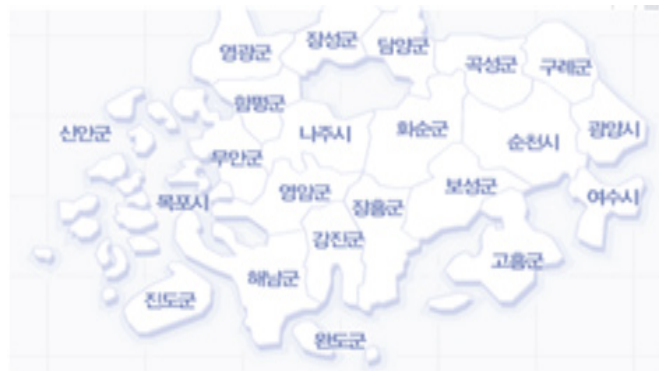 영광군
장성군
담양군
곡성군
구례군
함평군
나주시
화순군
순천시
광양시
신안군
무안군
목포시
영암군
장흥군
보성군
여수시
강진군
해남군
고흥군
진도군
완도군